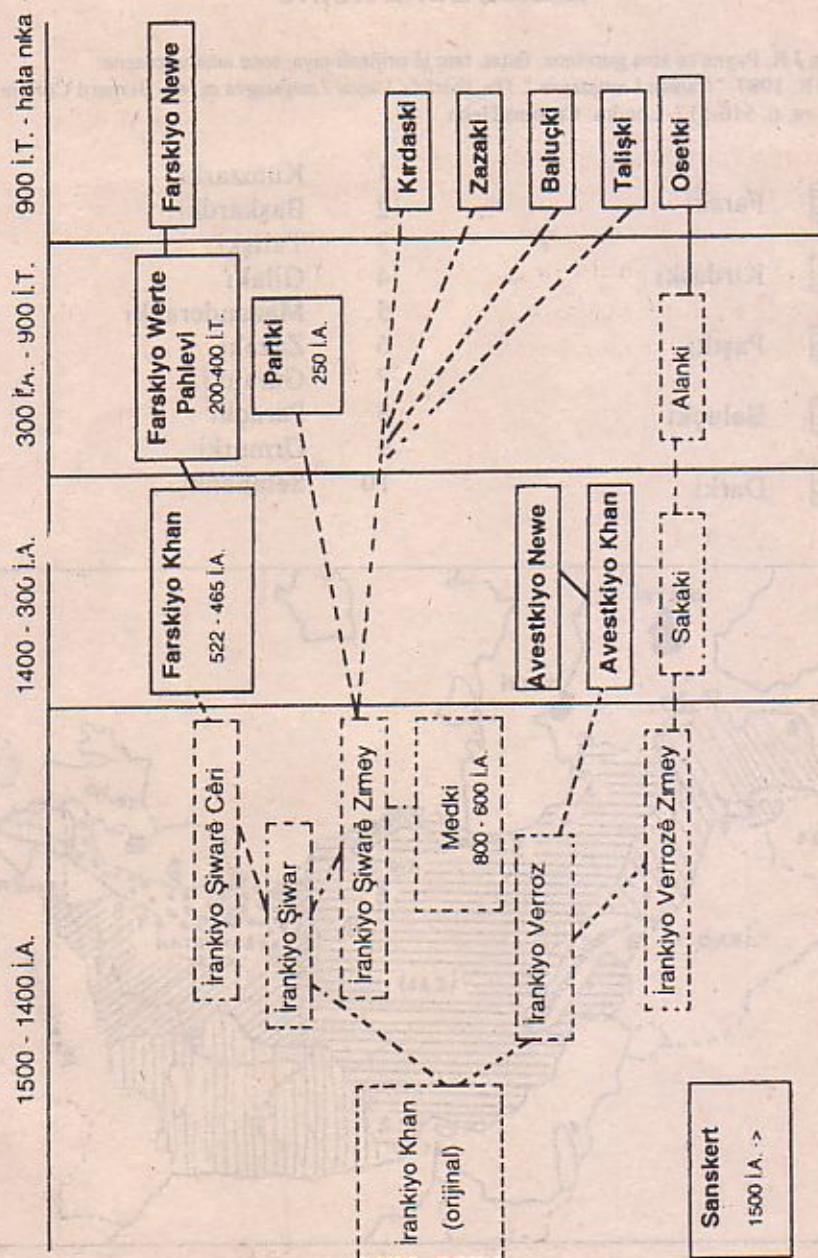 1500 - 1400 İ.A.
1400 - 300 İ.A.
300 İ.A. - 900 İ.T.
900 İ.T. - hata nıka
Farskiyo Newe
Farskiyo Werte
Pahlevi
200-400 İ.T.
Farskiyo Khan
522 - 465 İ.A.
İrankiyo Şiwarê Cêri
Partki
250 İ.A.
İrankiyo Şiwar
İrankiyo Şiwarê Zımey
Medki
800 - 600 İ.A.
Kırdaski
Zazaki
Baluçki
Talişki
Osetki
İrankiyo Khan
(orijinal)
Avestkiyo Newe
Avestkiyo Khan
İrankiyo Verroz
İrankiyo Verrozê Zımey
Sakaki
Alanki
Sanskert
1500 İ.A. ->